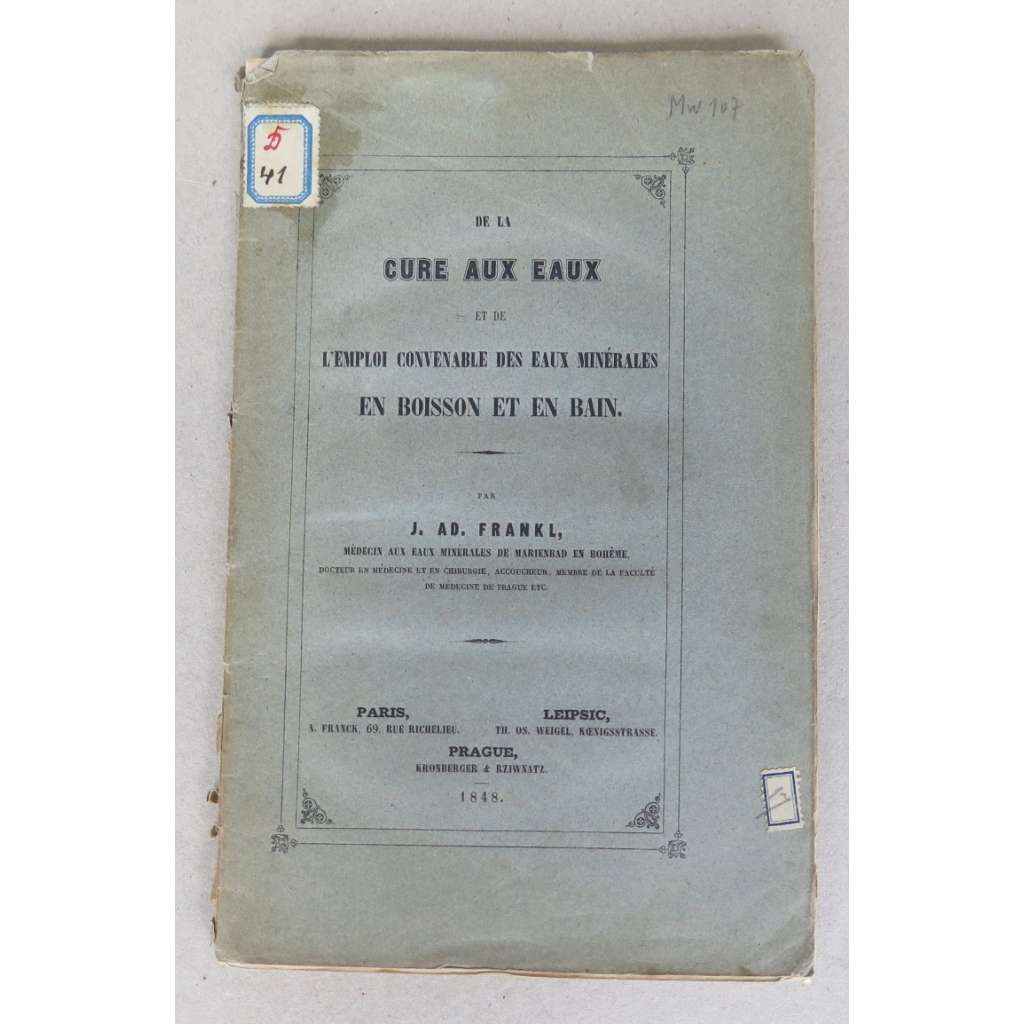 Mw 107
D
41
DE LA
CURE AUX EAUX
ET DE
L'EMPLOI CONVENABLE DES EAUX MINÉRALES
EN BOISSON ET EN BAIN.
PAR
J. AD. FRANKL,
MÉDECIN AUX EAUX MINÉRALES DE MARIENBAD EN BOHÊME,
DOCTEUR EN MÉDECINE ET EN CHIRURGIE, ACCOUCHEUR, MEMBRE DE LA FACULTÉ
DE MÉDECINE DE PRAGUE ETC.
PARIS,
A. FRANCK, 69, RUE RICHELIEU.
LEIPSIC,
TH. OS. WEIGEL, KŒNIGSSTRASSE.
PRAGUE,
KRONBERGER & RZIWNATZ.
1848.